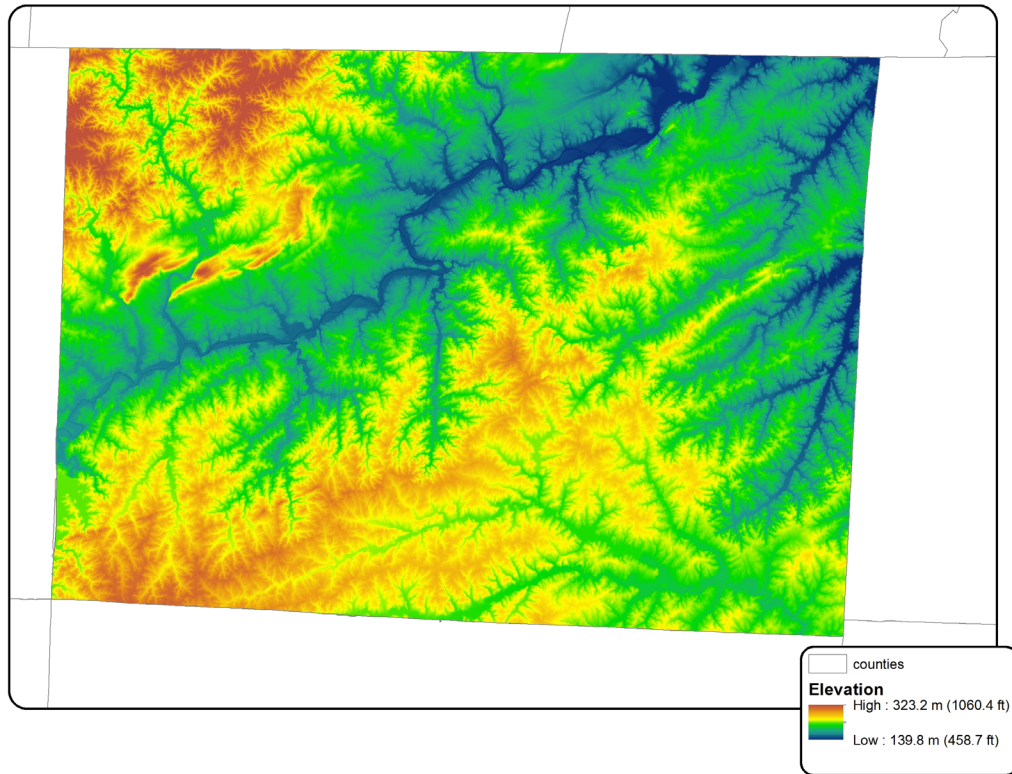 counties
Elevation
High : 323.2 m (1060.4 ft)
Low : 139.8 m (458.7 ft)